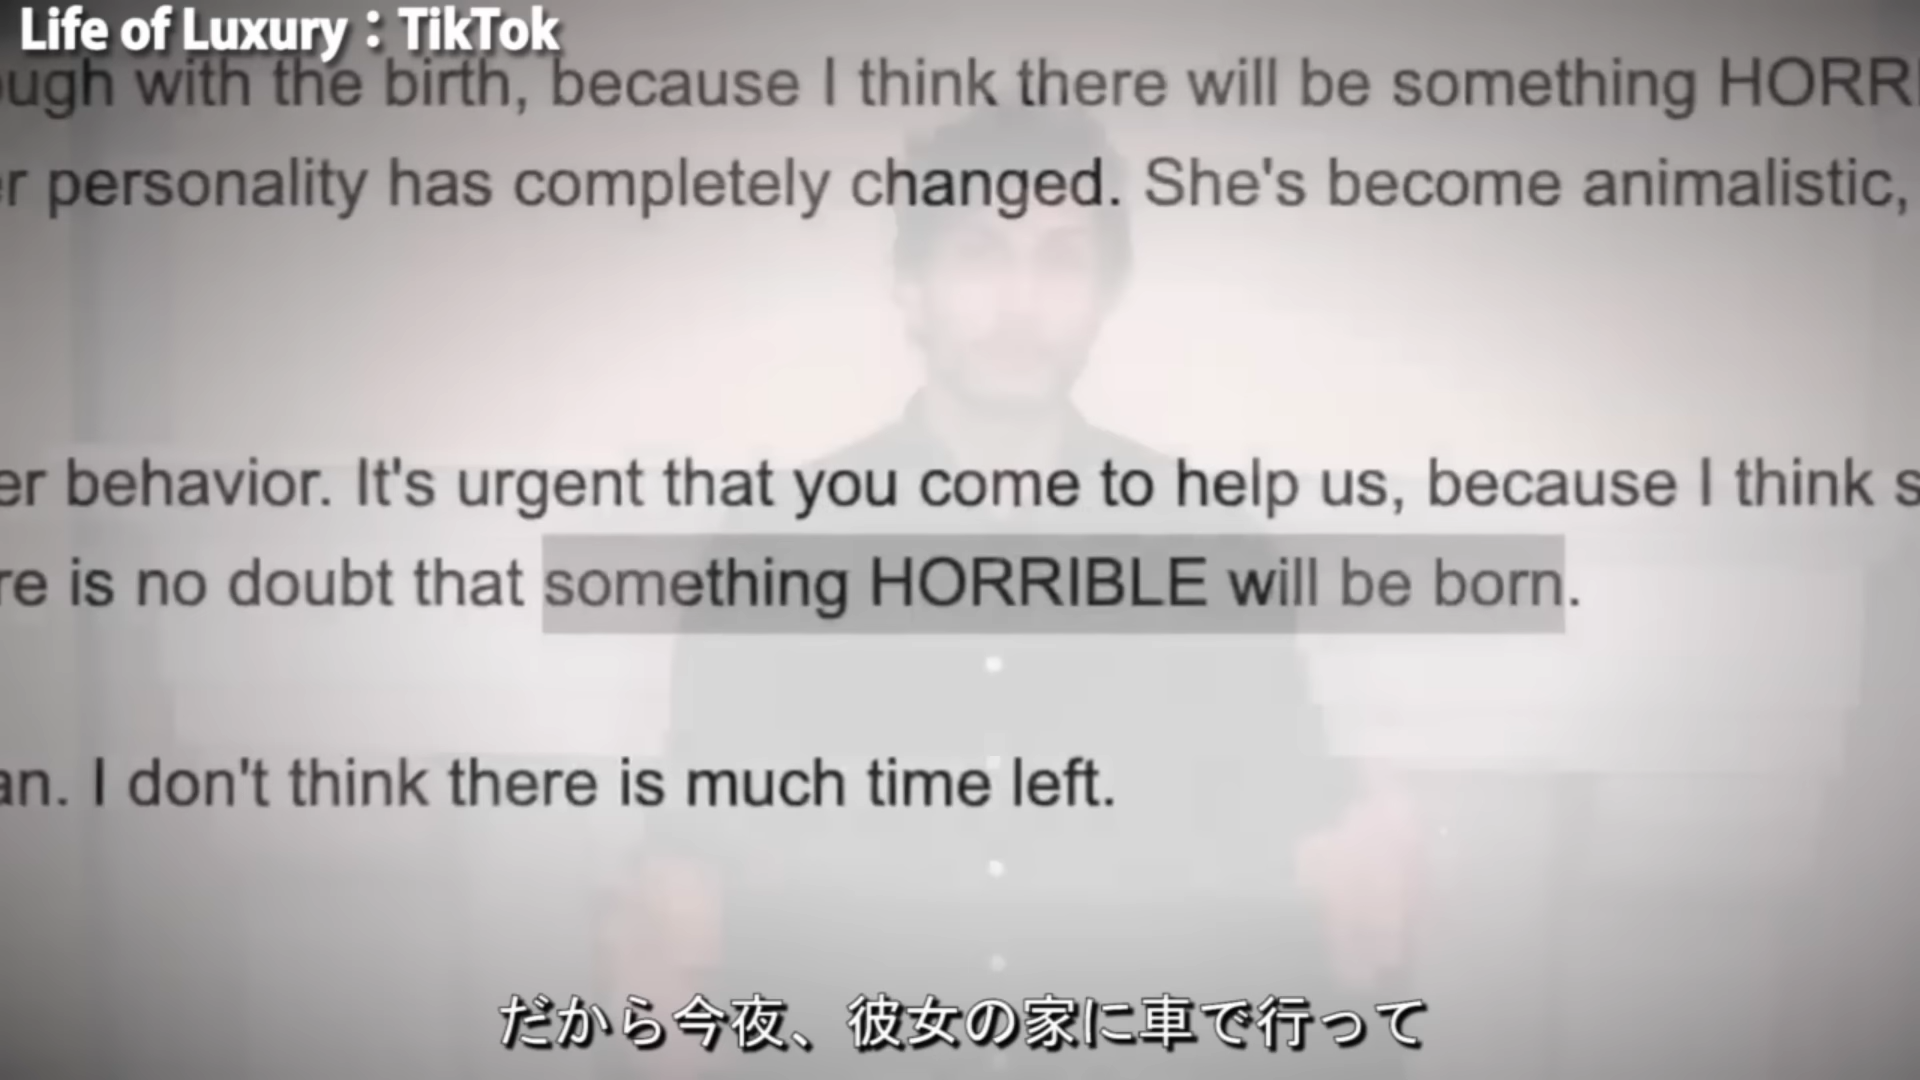 Life of Luxury：TikTok
ugh with the birth, because I think there will be something HORR
er personality has completely changed. She's become animalistic,
er behavior. It's urgent that you come to help us, because I think s
re is no doubt that something HORRIBLE will be born.
an. I don't think there is much time left.
だから今夜、彼女の家に車で行って